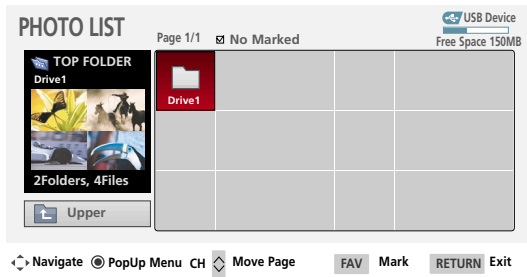 PHOTO LIST
Page 1/1 No Marked
USB Device
Free Space 150MB
TOP FOLDER
Drive1
Drive1
2Folders, 4Files
Upper
Navigate PopUp Menu CH Move Page FAV Mark RETURN Exit